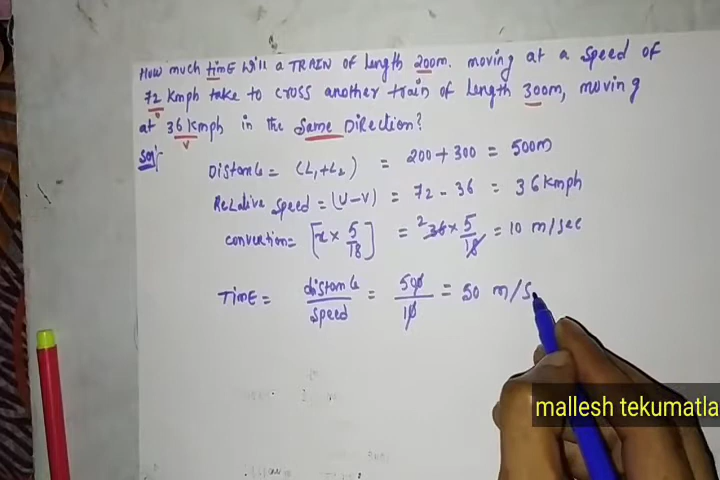 How much time will a TRAIN of Length 200m. moving at a speed of
72 Kmph take to cross another train of Length 300m, moving
at 36 Kmph in the Same Direction?
Sol:-
Distance = (L₁+L₂) = 200+300 = 500m
Relative Speed = (U-V) = 72 - 36 = 36 kmph
convertion = [x × 5/18] = ² 36 × 5/18 = 10 m/sec
Time = distance/speed = 500/10 = 50 m/s
mallesh tekumatla